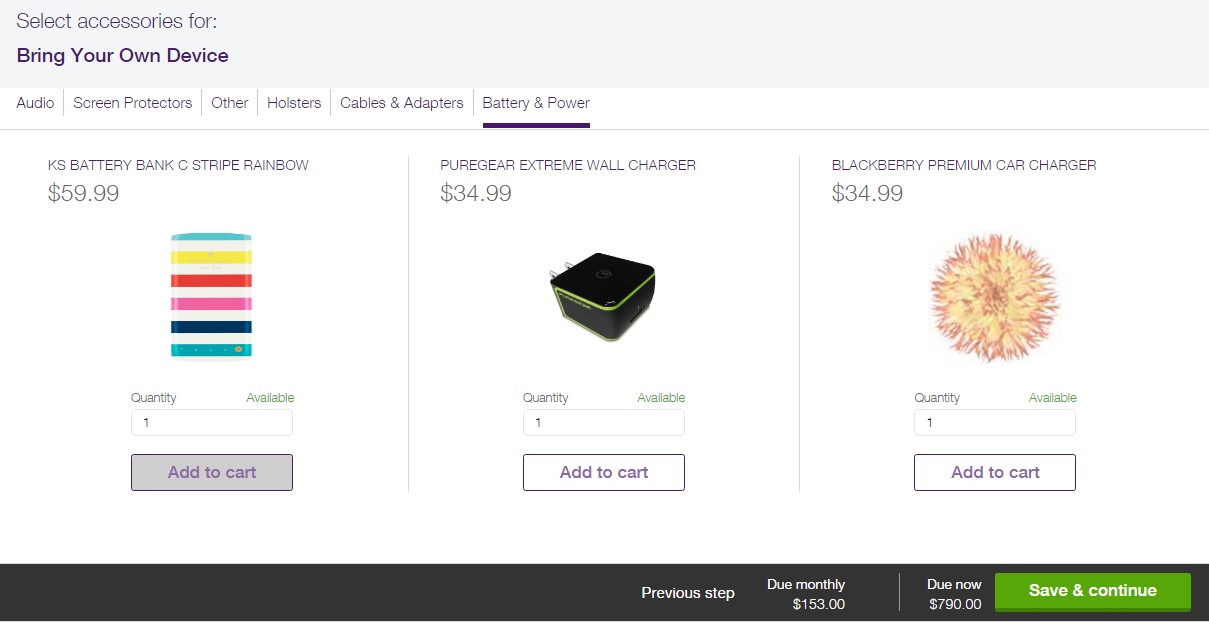 Select accessories for:
Bring Your Own Device
Audio
Screen Protectors
Other
Holsters
Cables & Adapters
Battery & Power
KS BATTERY BANK C STRIPE RAINBOW
$59.99
Quantity
Available
1
Add to cart
PUREGEAR EXTREME WALL CHARGER
$34.99
Quantity
Available
1
Add to cart
BLACKBERRY PREMIUM CAR CHARGER
$34.99
Quantity
Available
1
Add to cart
Previous step
Due monthly
$153.00
Due now
$790.00
Save & continue